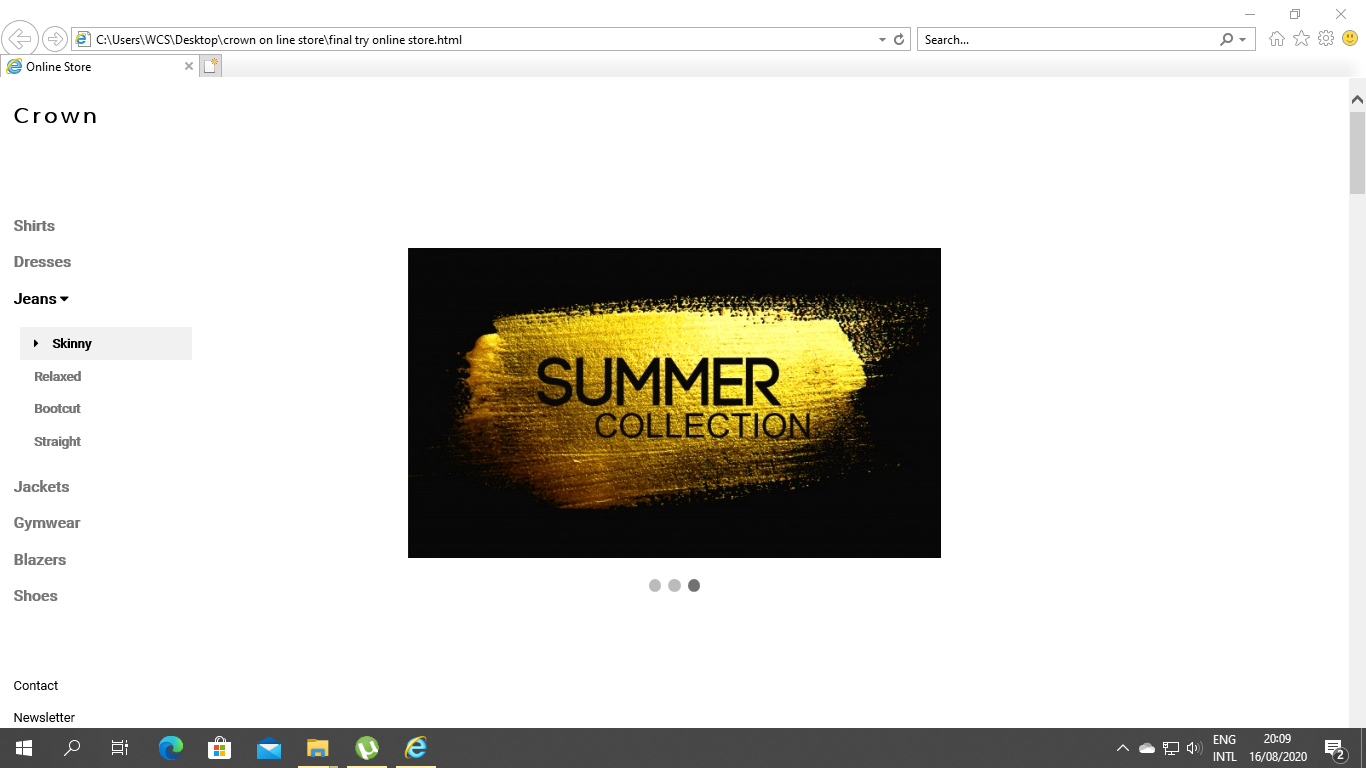 C:\Users\WCS\Desktop\crown on line store\final try online store.html
Search...
Online Store
Crown
Shirts
Dresses
Jeans
Skinny
Relaxed
Bootcut
Straight
Jackets
Gymwear
Blazers
Shoes
Contact
Newsletter
SUMMER
COLLECTION
ENG
INTL
20:09
16/08/2020
2